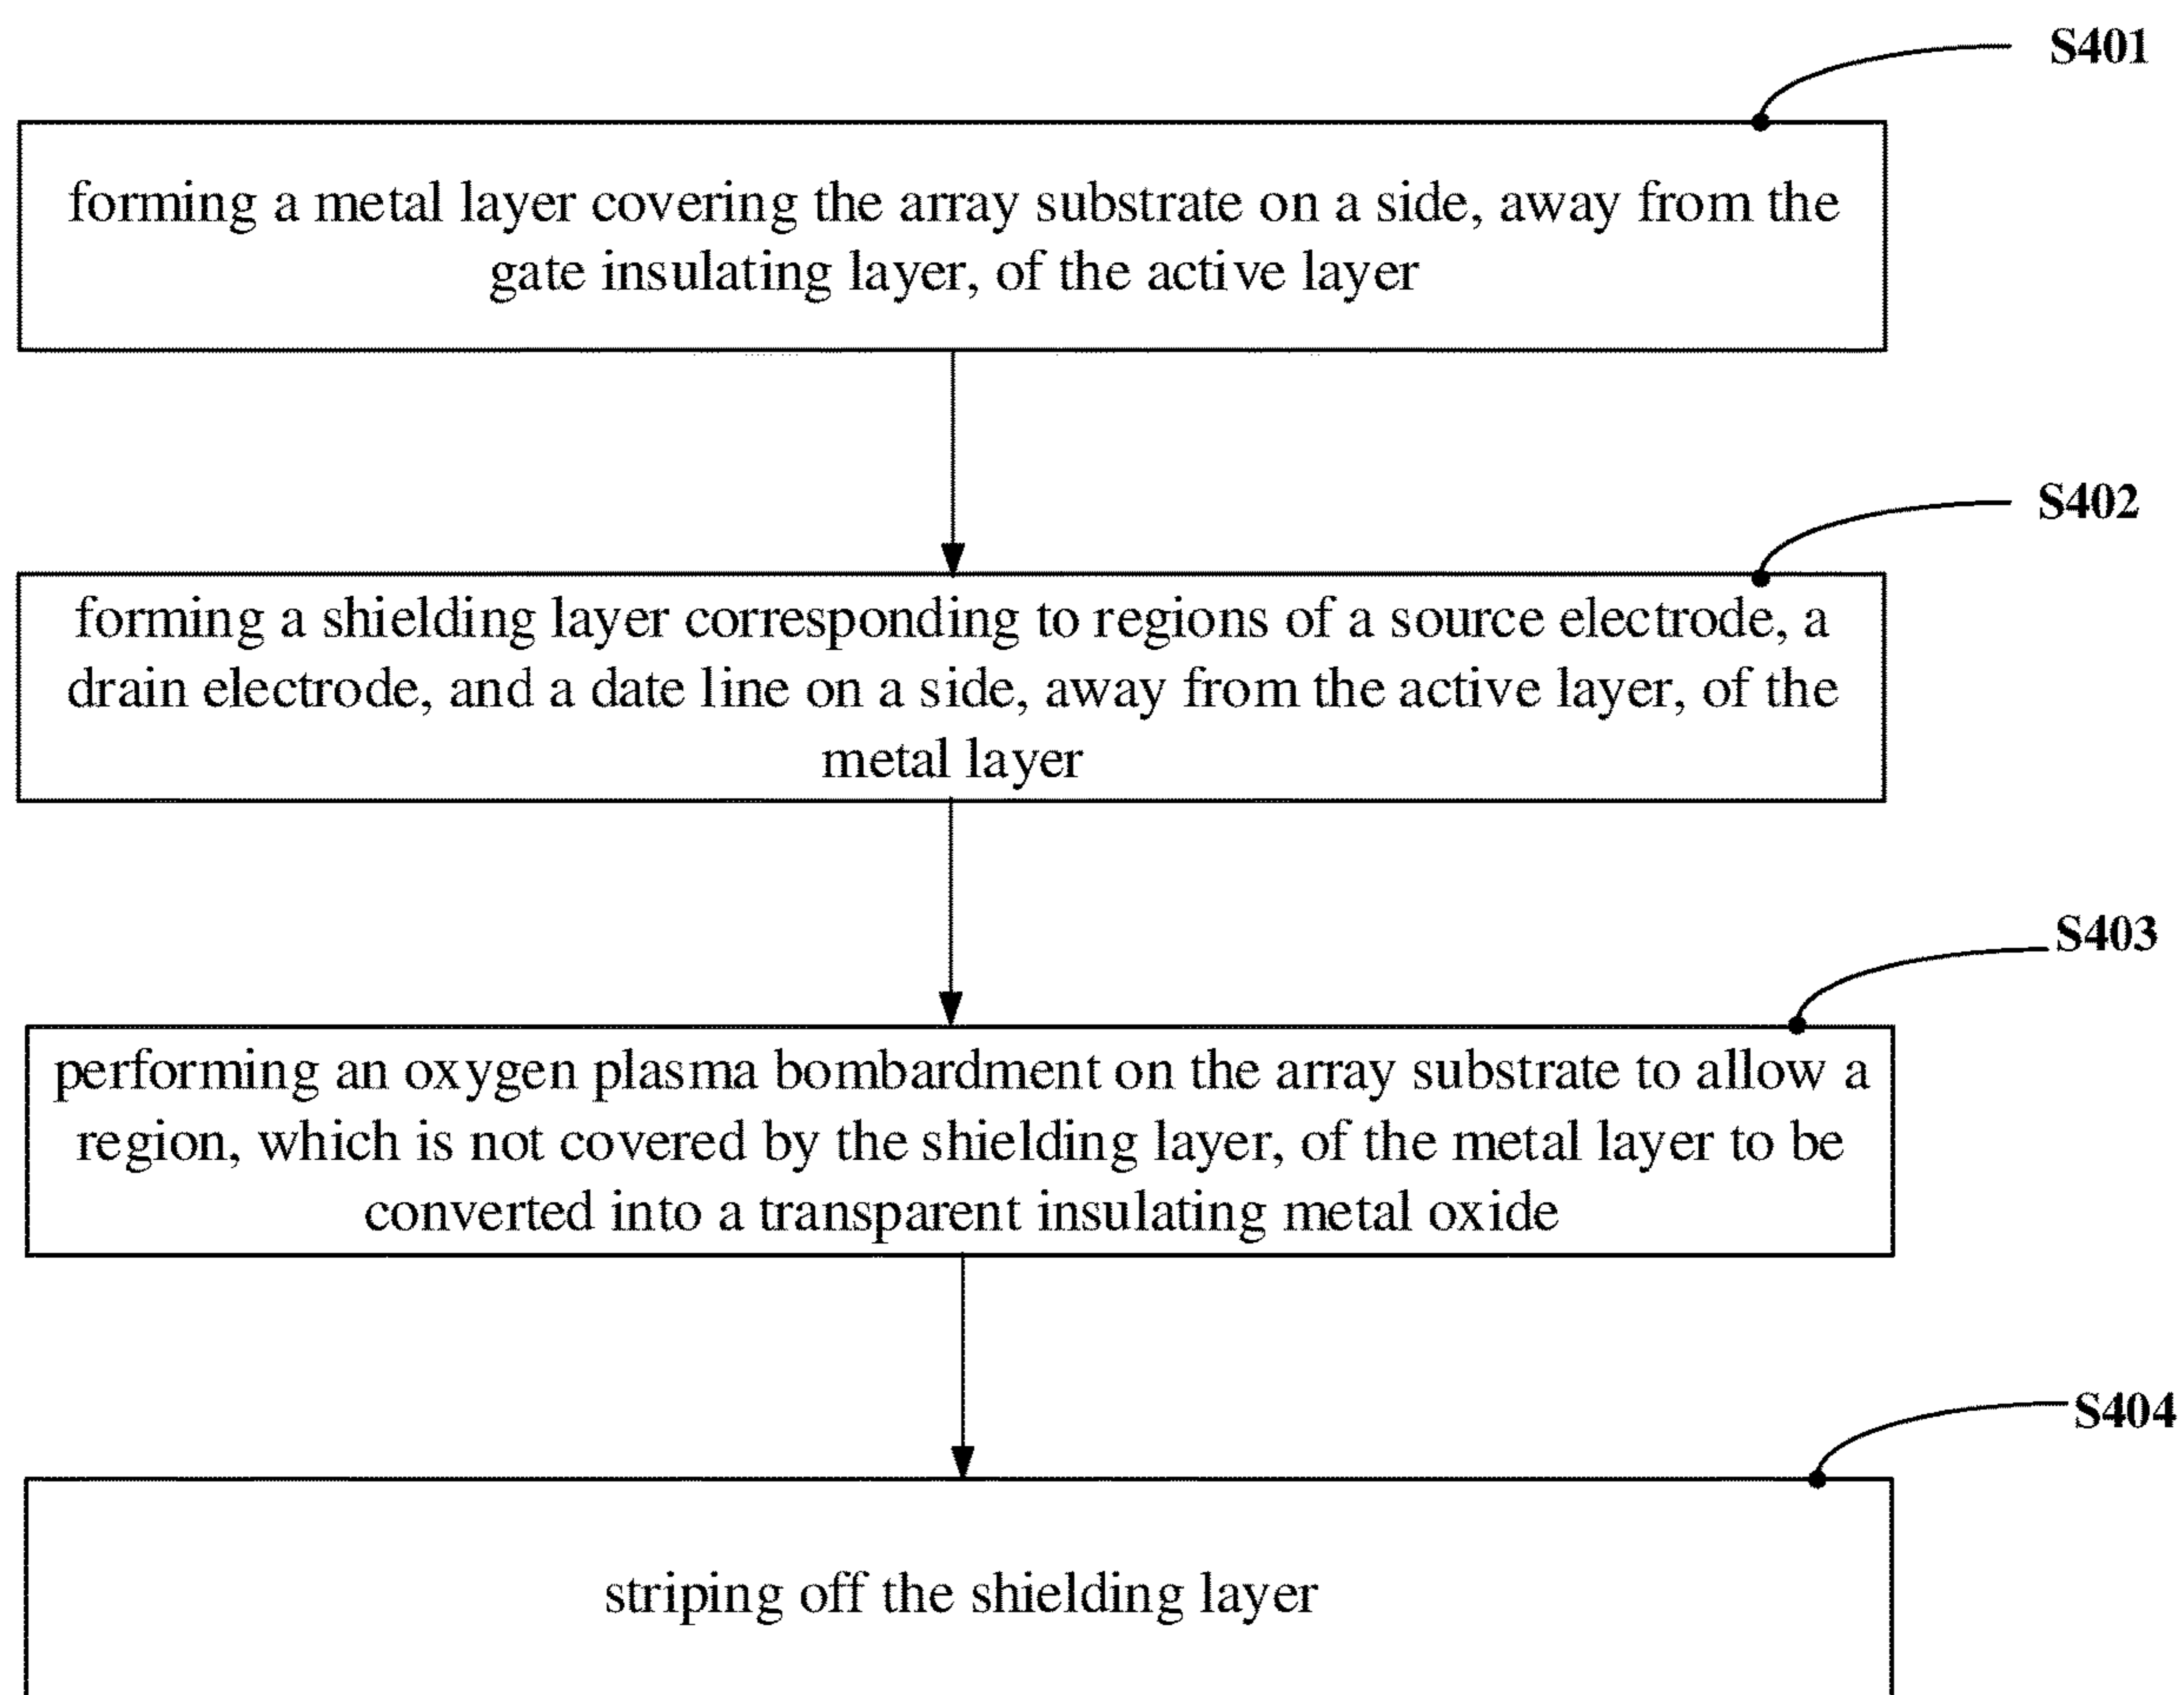 S401
forming a metal layer covering the array substrate on a side, away from the
gate insulating layer, of the active layer
S402
forming a shielding layer corresponding to regions of a source electrode, a
drain electrode, and a date line on a side, away from the active layer, of the
metal layer
S403
performing an oxygen plasma bombardment on the array substrate to allow a
region, which is not covered by the shielding layer, of the metal layer to be
converted into a transparent insulating metal oxide
S404
striping off the shielding layer